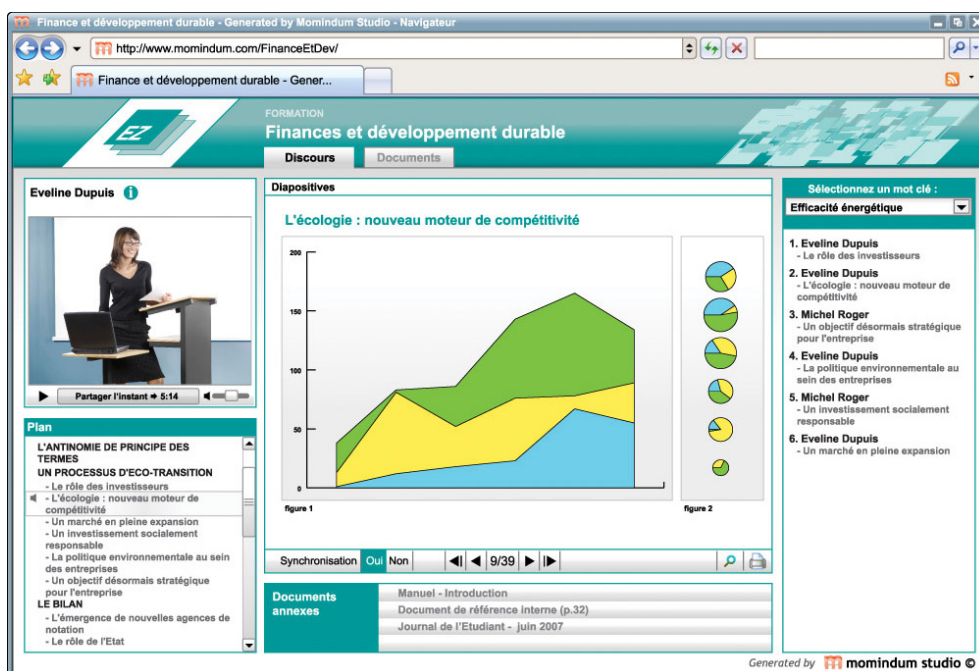 Finance et développement durable - Generated by Momindum Studio - Navigateur
http://www.momindum.com/FinanceEtDev/
Finance et développement durable - Gener...
EZ
FORMATION
Finances et développement durable
Discours
Documents
Eveline Dupuis
Partager l'instant ➔ 5:14
Plan
L'ANTINOMIE DE PRINCIPE DES
TERMES
UN PROCESSUS D'ECO-TRANSITION
- Le rôle des investisseurs
- L'écologie : nouveau moteur de
compétitivité
- Un marché en pleine expansion
- Un investissement socialement
responsable
- La politique environnementale au sein
des entreprises
- Un objectif désormais stratégique
pour l'entreprise
LE BILAN
- L'émergence de nouvelles agences de
notation
- Le rôle de l'Etat
Diapositives
L'écologie : nouveau moteur de compétitivité
200
150
100
50
0
figure 1
figure 2
Synchronisation Oui Non 9/39
Documents
annexes
Manuel - Introduction
Document de référence interne (p.32)
Journal de l'Etudiant - juin 2007
Sélectionnez un mot clé :
Efficacité énergétique
1. Eveline Dupuis
- Le rôle des investisseurs
2. Eveline Dupuis
- L'écologie : nouveau moteur de
compétitivité
3. Michel Roger
- Un objectif désormais stratégique
pour l'entreprise
4. Eveline Dupuis
- La politique environnementale au
sein des entreprises
5. Michel Roger
- Un investissement socialement
responsable
6. Eveline Dupuis
- Un marché en pleine expansion
Generated by momindum studio ©